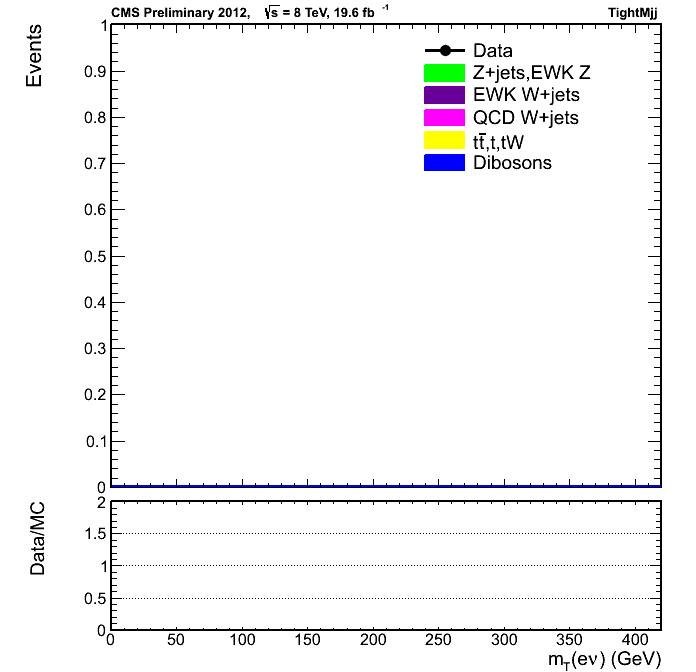 CMS Preliminary 2012, √s = 8 TeV, 19.6 fb⁻¹ TightMjj
Events
1
0.9
0.8
0.7
0.6
0.5
0.4
0.3
0.2
0.1
0
Data
Z+jets,EWK Z
EWK W+jets
QCD W+jets
tt̅,t,tW
Dibosons
Data/MC
2
1.5
1
0.5
0
0 50 100 150 200 250 300 350 400
m_T(eν) (GeV)